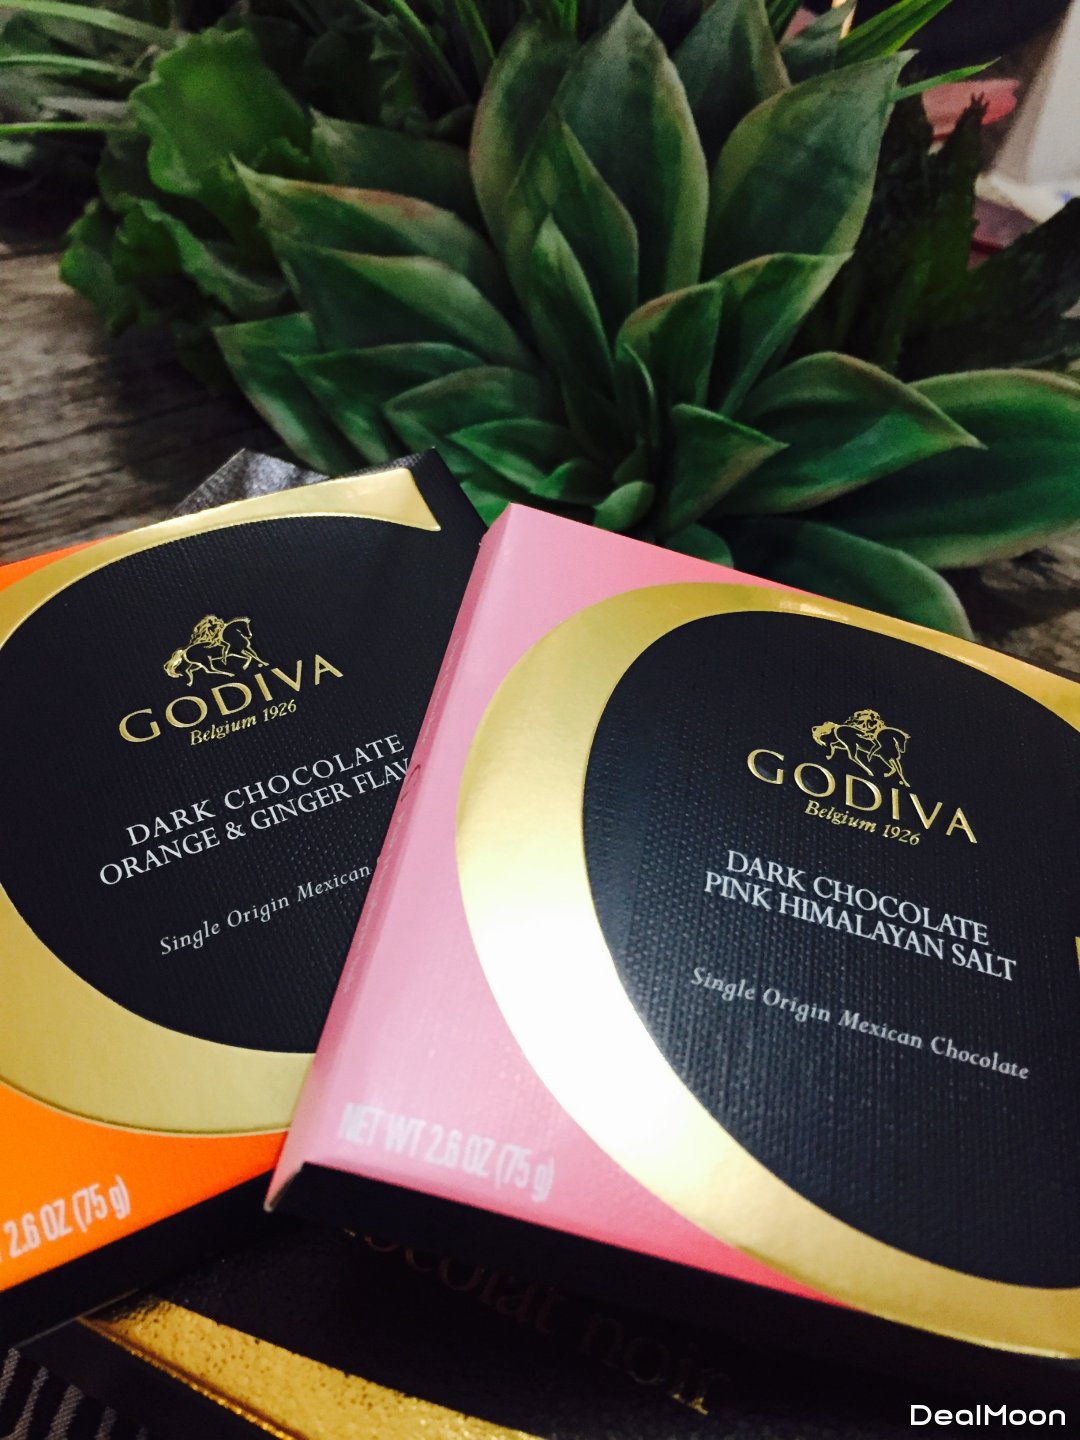 GODIVA
Belgium 1926
DARK CHOCOLATE
ORANGE & GINGER FLAV
Single Origin Mexican
2.6 OZ (75 g)
GODIVA
Belgium 1926
DARK CHOCOLATE
PINK HIMALAYAN SALT
Single Origin Mexican Chocolate
NET WT 2.6 OZ (75 g)
ocolat noir
DealMoon